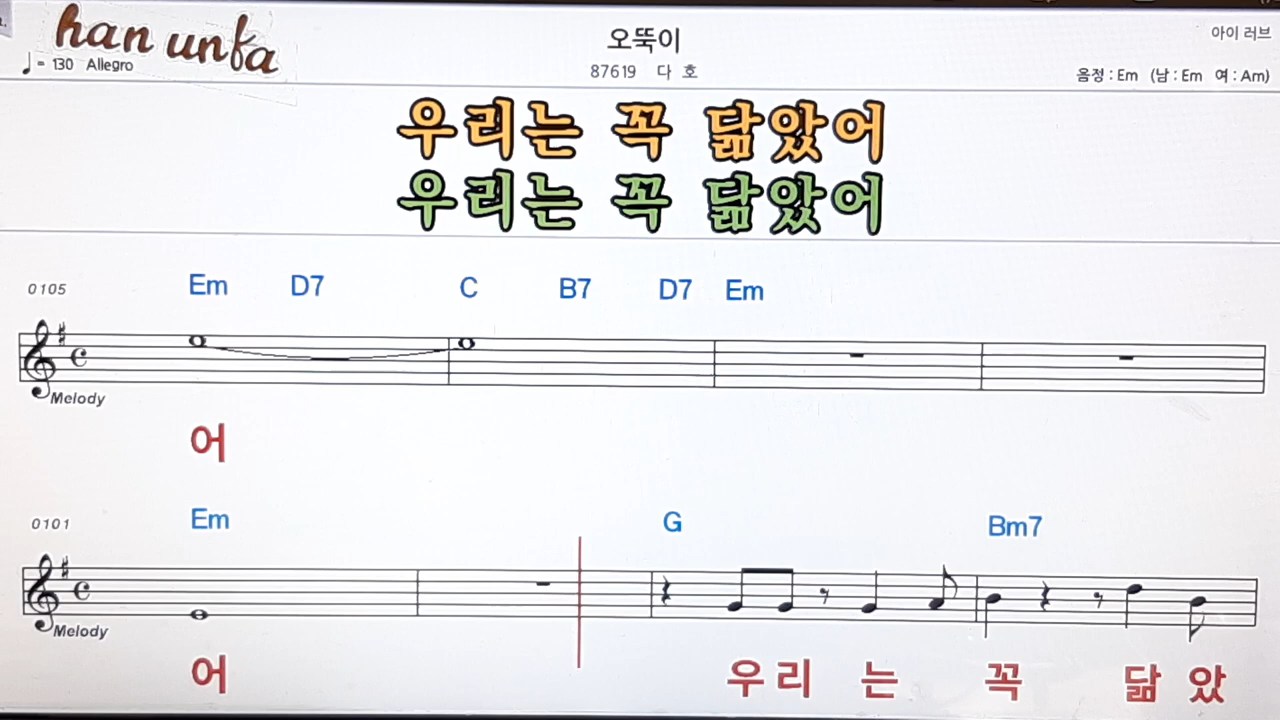 han unfa
오뚝이
아이 러브
♩= 130 Allegro
87619 다 호
음정 : Em (남 : Em 여 : Am)
우리는 꼭 닮았어
우리는 꼭 닮았어
0105 Em D7 C B7 D7 Em
Melody
어
0101 Em G Bm7
Melody
어 우 리 는 꼭 닮 았